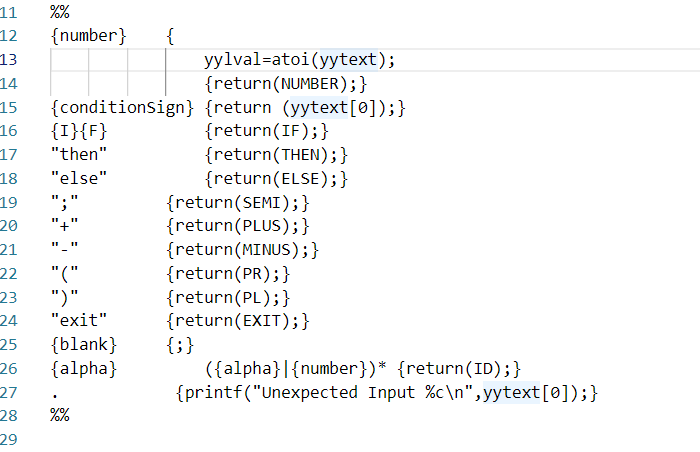 11 %%
12 {number} {
13 yylval=atoi(yytext);
14 {return(NUMBER);}
15 {conditionSign} {return (yytext[0]);}
16 {I}{F} {return(IF);}
17 "then" {return(THEN);}
18 "else" {return(ELSE);}
19 ";" {return(SEMI);}
20 "+" {return(PLUS);}
21 "-" {return(MINUS);}
22 "(" {return(PR);}
23 ")" {return(PL);}
24 "exit" {return(EXIT);}
25 {blank} {;}
26 {alpha} ({alpha}|{number})* {return(ID);}
27 . {printf("Unexpected Input %c\n",yytext[0]);}
28 %%
29